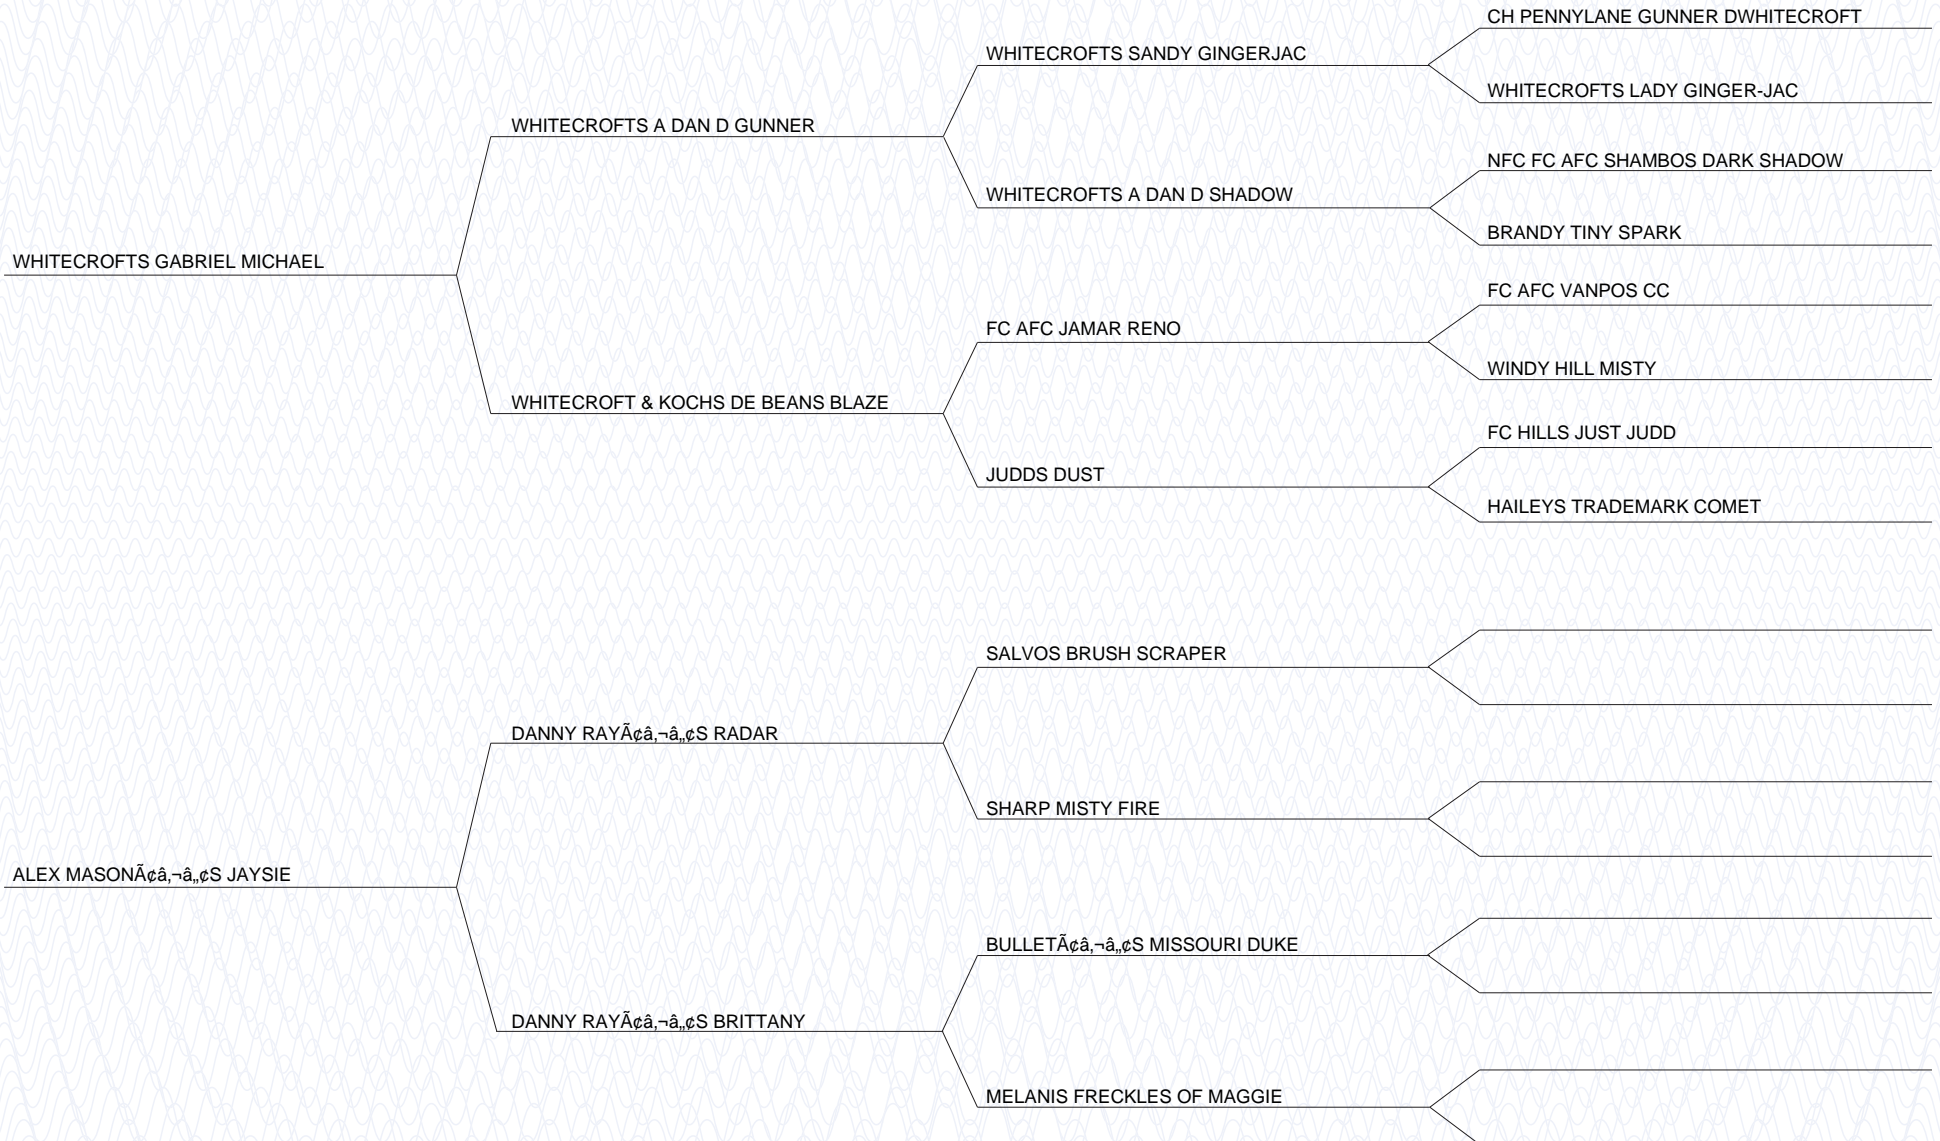 CH PENNYLANE GUNNER DWHITECROFT
WHITECROFTS SANDY GINGERJAC
WHITECROFTS LADY GINGER-JAC
WHITECROFTS A DAN D GUNNER
NFC FC AFC SHAMBOS DARK SHADOW
WHITECROFTS A DAN D SHADOW
BRANDY TINY SPARK
WHITECROFTS GABRIEL MICHAEL
FC AFC VANPOS CC
FC AFC JAMAR RENO
WINDY HILL MISTY
WHITECROFT & KOCHS DE BEANS BLAZE
FC HILLS JUST JUDD
JUDDS DUST
HAILEYS TRADEMARK COMET
SALVOS BRUSH SCRAPER
DANNY RAYÃ¢â‚¬â„¢S RADAR
SHARP MISTY FIRE
ALEX MASONÃ¢â‚¬â„¢S JAYSIE
BULLETÃ¢â‚¬â„¢S MISSOURI DUKE
DANNY RAYÃ¢â‚¬â„¢S BRITTANY
MELANIS FRECKLES OF MAGGIE